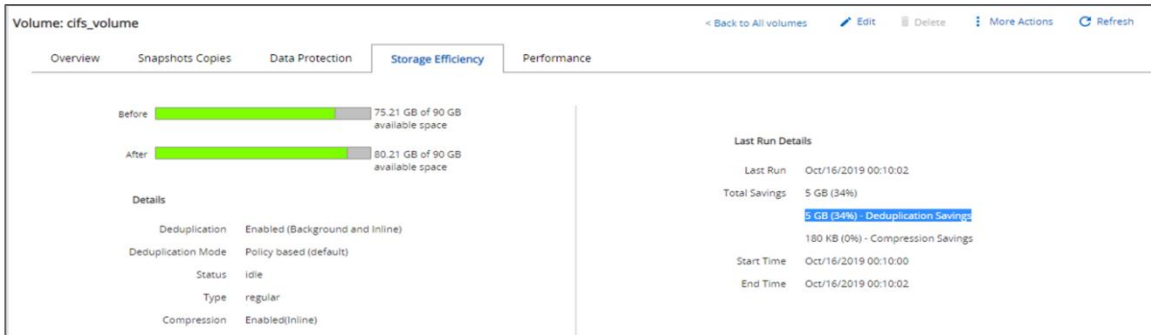 Volume: cifs_volume
< Back to All volumes Edit Delete More Actions Refresh
Overview Snapshots Copies Data Protection Storage Efficiency Performance
Before 75.21 GB of 90 GB
available space
After 80.21 GB of 90 GB
available space
Details
Deduplication Enabled (Background and Inline)
Deduplication Mode Policy based (default)
Status idle
Type regular
Compression Enabled(Inline)
Last Run Details
Last Run Oct/16/2019 00:10:02
Total Savings 5 GB (34%)
5 GB (34%) - Deduplication Savings
180 KB (0%) - Compression Savings
Start Time Oct/16/2019 00:10:00
End Time Oct/16/2019 00:10:02